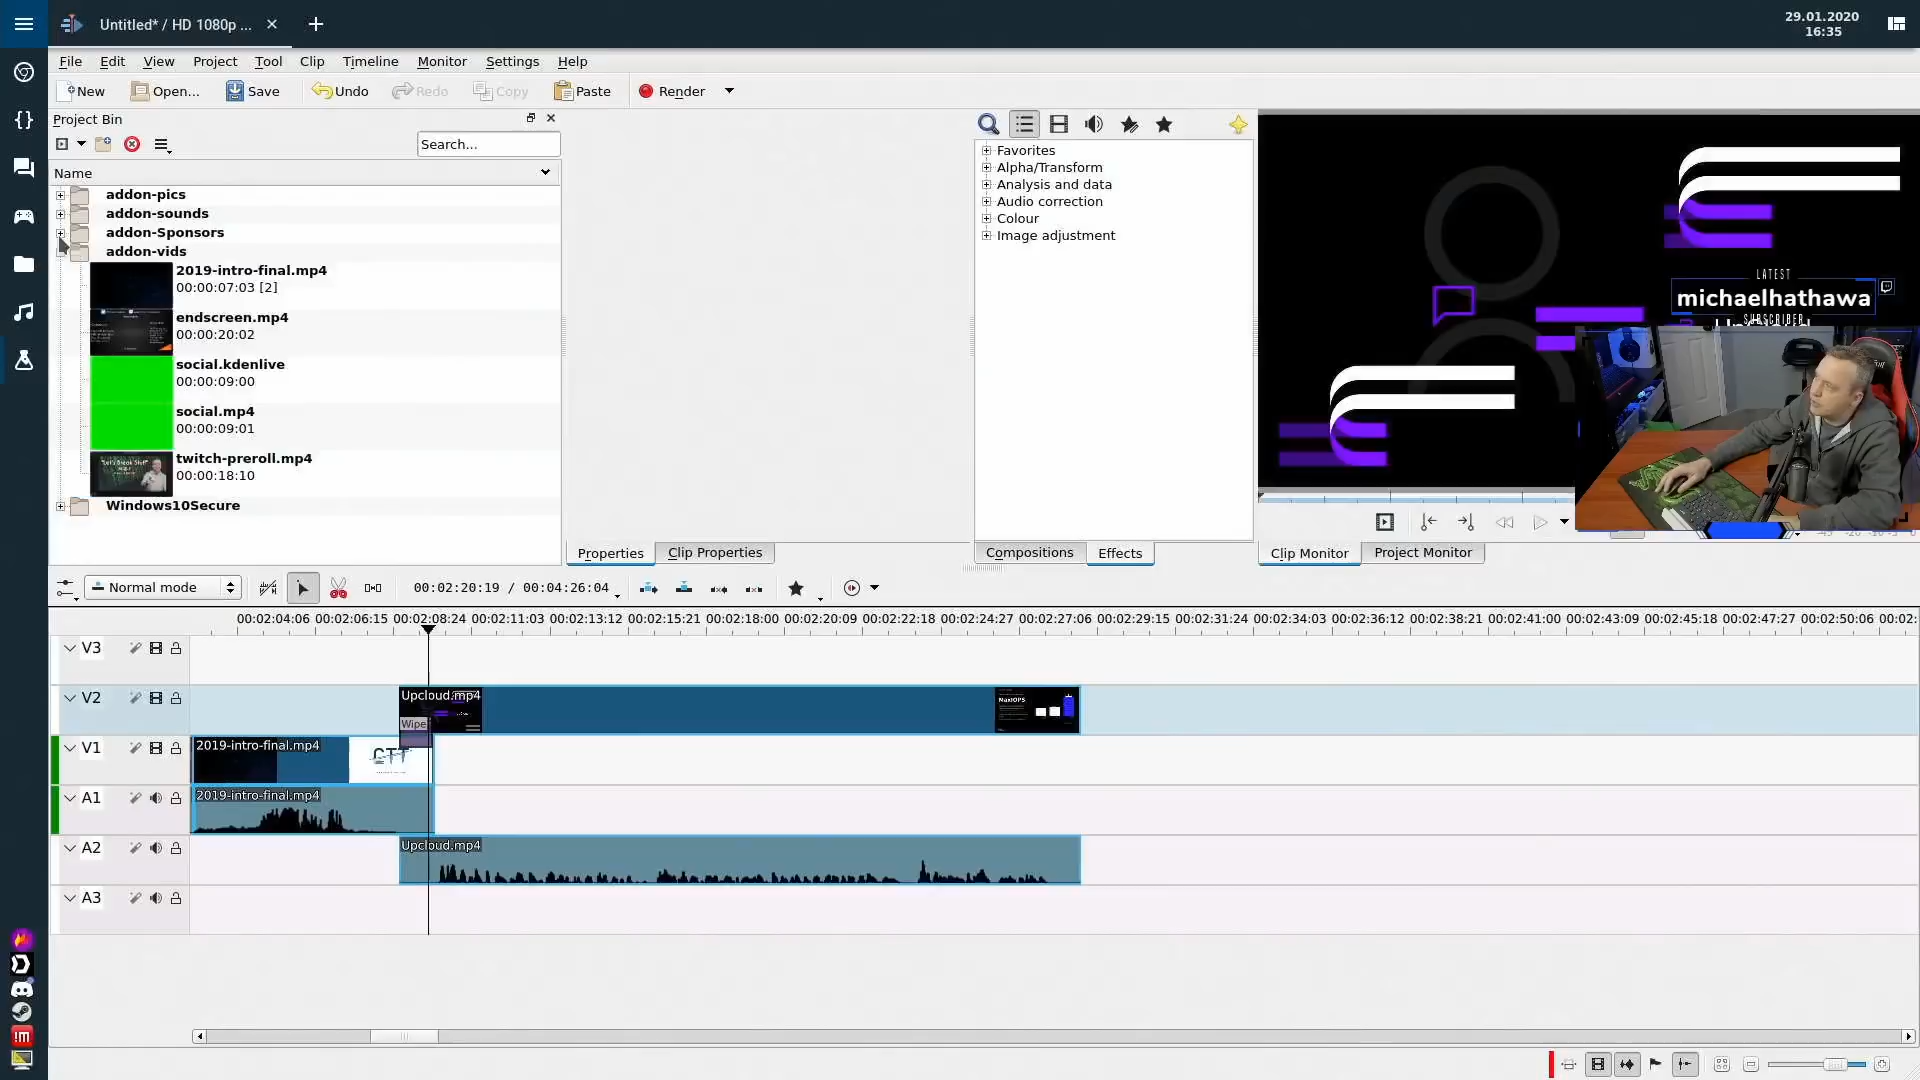 Untitled* / HD 1080p ...
29.01.2020
16:35
File Edit View Project Tool Clip Timeline Monitor Settings Help
New Open... Save Undo Redo Copy Paste Render
Project Bin
Search...
Name
addon-pics
addon-sounds
addon-Sponsors
addon-vids
2019-intro-final.mp4
00:00:07:03 [2]
endscreen.mp4
00:00:20:02
social.kdenlive
00:00:09:00
social.mp4
00:00:09:01
twitch-preroll.mp4
00:00:18:10
Windows10Secure
Properties Clip Properties
Favorites
Alpha/Transform
Analysis and data
Audio correction
Colour
Image adjustment
Compositions Effects
LATEST
michaelhathawa
SUBSCRIBER
Clip Monitor Project Monitor
Normal mode
00:02:20:19 / 00:04:26:04
00:02:04:06 00:02:06:15 00:02:08:24 00:02:11:03 00:02:13:12 00:02:15:21 00:02:18:00 00:02:20:09 00:02:22:18 00:02:24:27 00:02:27:06 00:02:29:15 00:02:31:24 00:02:34:03 00:02:36:12 00:02:38:21 00:02:41:00 00:02:43:09 00:02:45:18 00:02:47:27 00:02:50:06 00:02:
V3
V2
Upcloud.mp4
Wipe
MaxIOPS
V1
2019-intro-final.mp4
CTT
A1
2019-intro-final.mp4
A2
Upcloud.mp4
A3